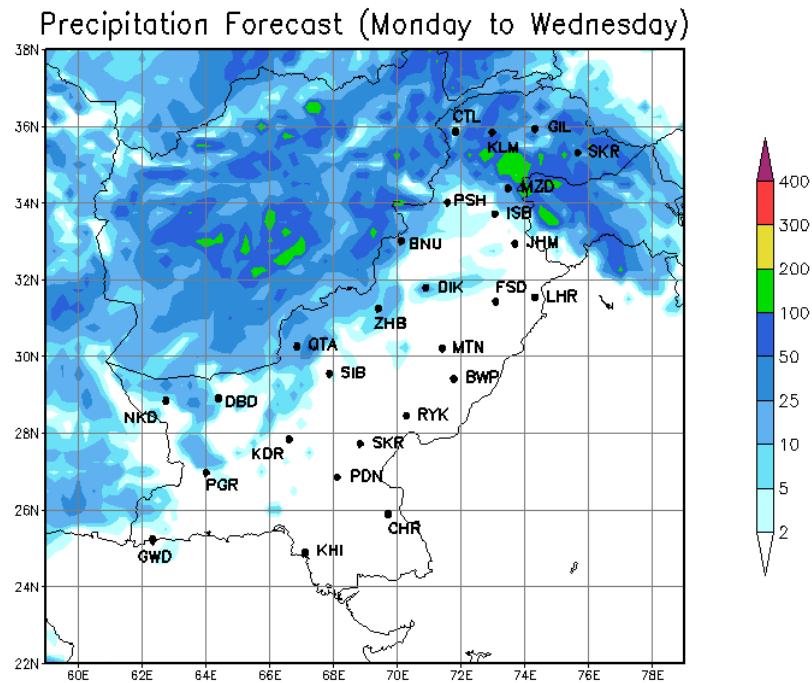 Precipitation Forecast (Monday to Wednesday)
38N
CTL
GIL
36N
KLM
SKR
400
MZD
34N
PSH
ISB
300
BNU
JHM
200
32N
DIK
FSD
LHR
100
ZHB
QTA
MTN
50
30N
SIB
BWP
DBD
25
NKD
RYK
28N
KDR
SKR
10
PGR
PDN
5
26N
CHR
2
GWD
KHI
24N
22N
60E 62E 64E 66E 68E 70E 72E 74E 76E 78E